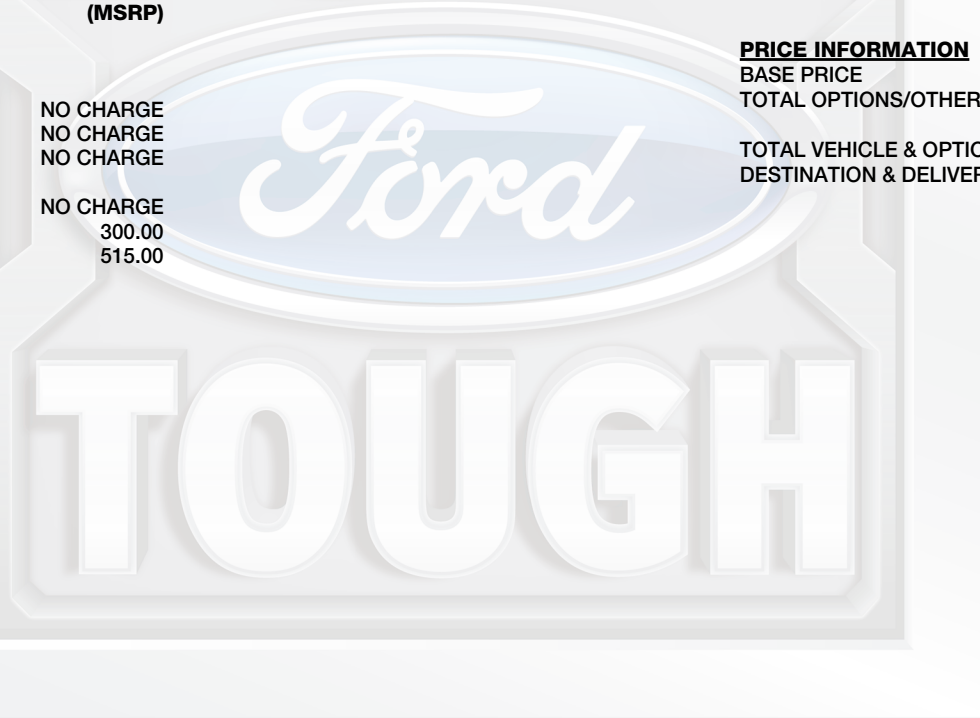 (MSRP)
NO CHARGE
NO CHARGE
NO CHARGE
NO CHARGE
300.00
515.00
PRICE INFORMATION
BASE PRICE
TOTAL OPTIONS/OTHER
TOTAL VEHICLE & OPTIO
DESTINATION & DELIVER
Ford
TOUGH